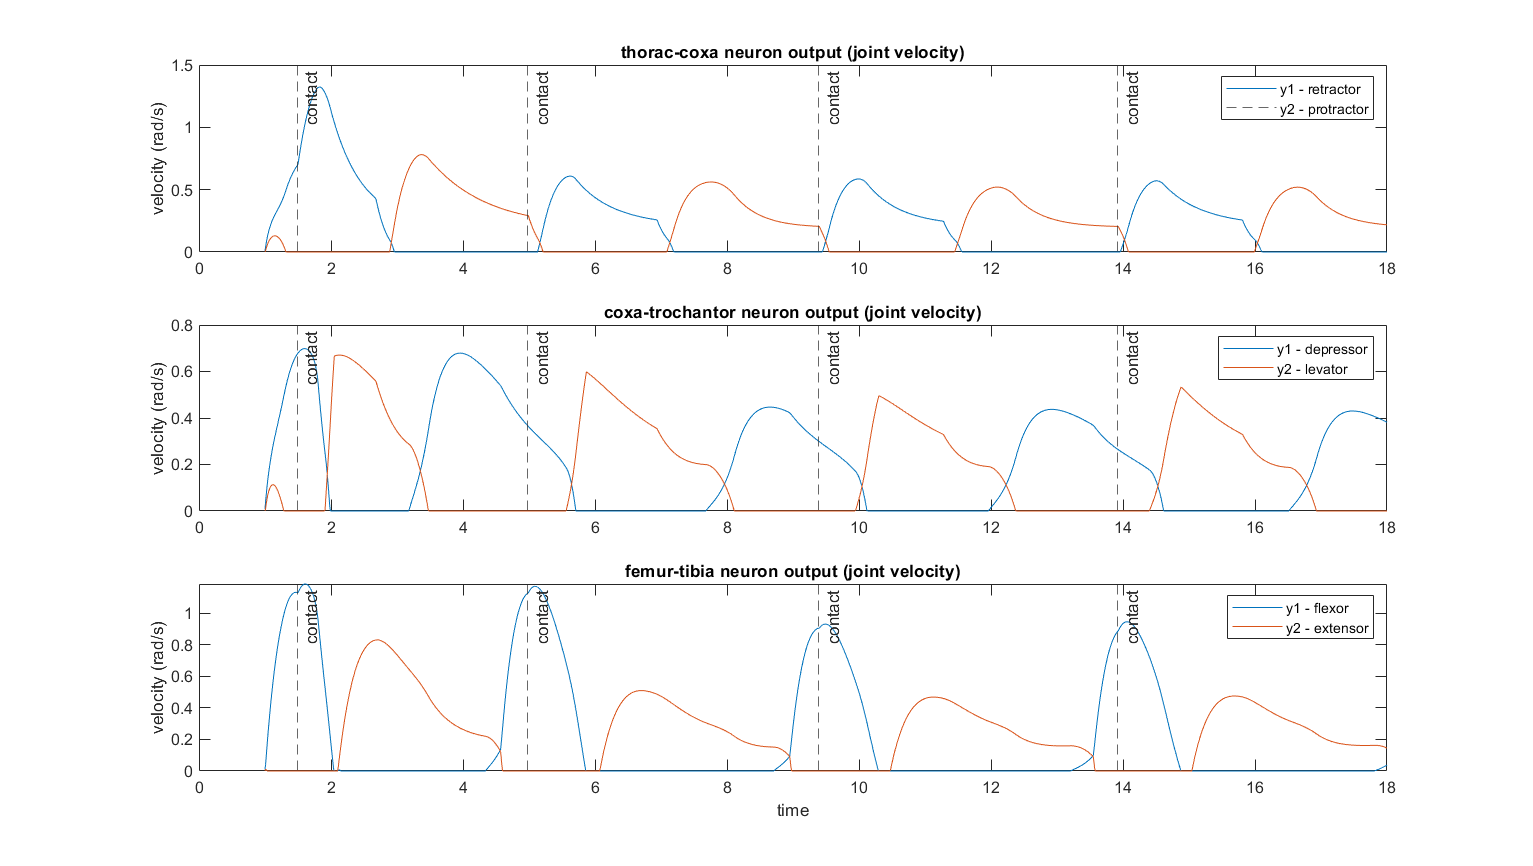 thorac-coxa neuron output (joint velocity)
velocity (rad/s)
1.5
1
0.5
0
contact
contact
contact
contact
y1 - retractor
y2 - protractor
0 2 4 6 8 10 12 14 16 18
coxa-trochantor neuron output (joint velocity)
velocity (rad/s)
0.8
0.6
0.4
0.2
0
contact
contact
contact
contact
y1 - depressor
y2 - levator
0 2 4 6 8 10 12 14 16 18
femur-tibia neuron output (joint velocity)
velocity (rad/s)
1
0.8
0.6
0.4
0.2
0
contact
contact
contact
contact
y1 - flexor
y2 - extensor
0 2 4 6 8 10 12 14 16 18
time